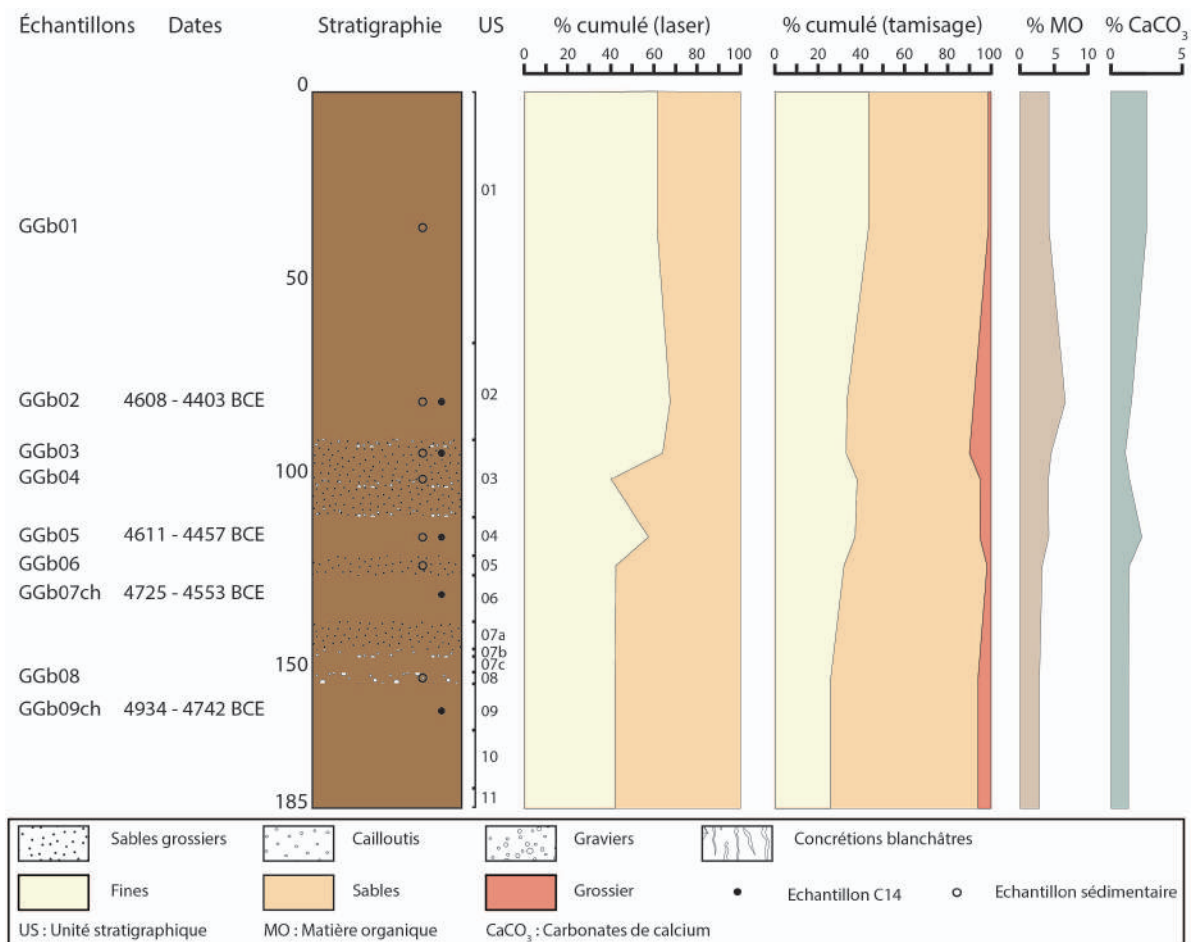 Échantillons Dates Stratigraphie US % cumulé (laser) % cumulé (tamisage) % MO % CaCO₃
0 20 40 60 80 100 0 20 40 60 80 100 0 5 10 0 5
0
01
GGb01
50
GGb02 4608 - 4403 BCE 02
GGb03
100
GGb04 03
GGb05 4611 - 4457 BCE 04
GGb06 05
GGb07ch 4725 - 4553 BCE 06
07a
07b
150 07c
GGb08 08
GGb09ch 4934 - 4742 BCE 09
10
185 11
Sables grossiers Cailloutis Graviers Concrétions blanchâtres
Fines Sables Grossier Echantillon C14 Echantillon sédimentaire
US : Unité stratigraphique MO : Matière organique CaCO₃ : Carbonates de calcium